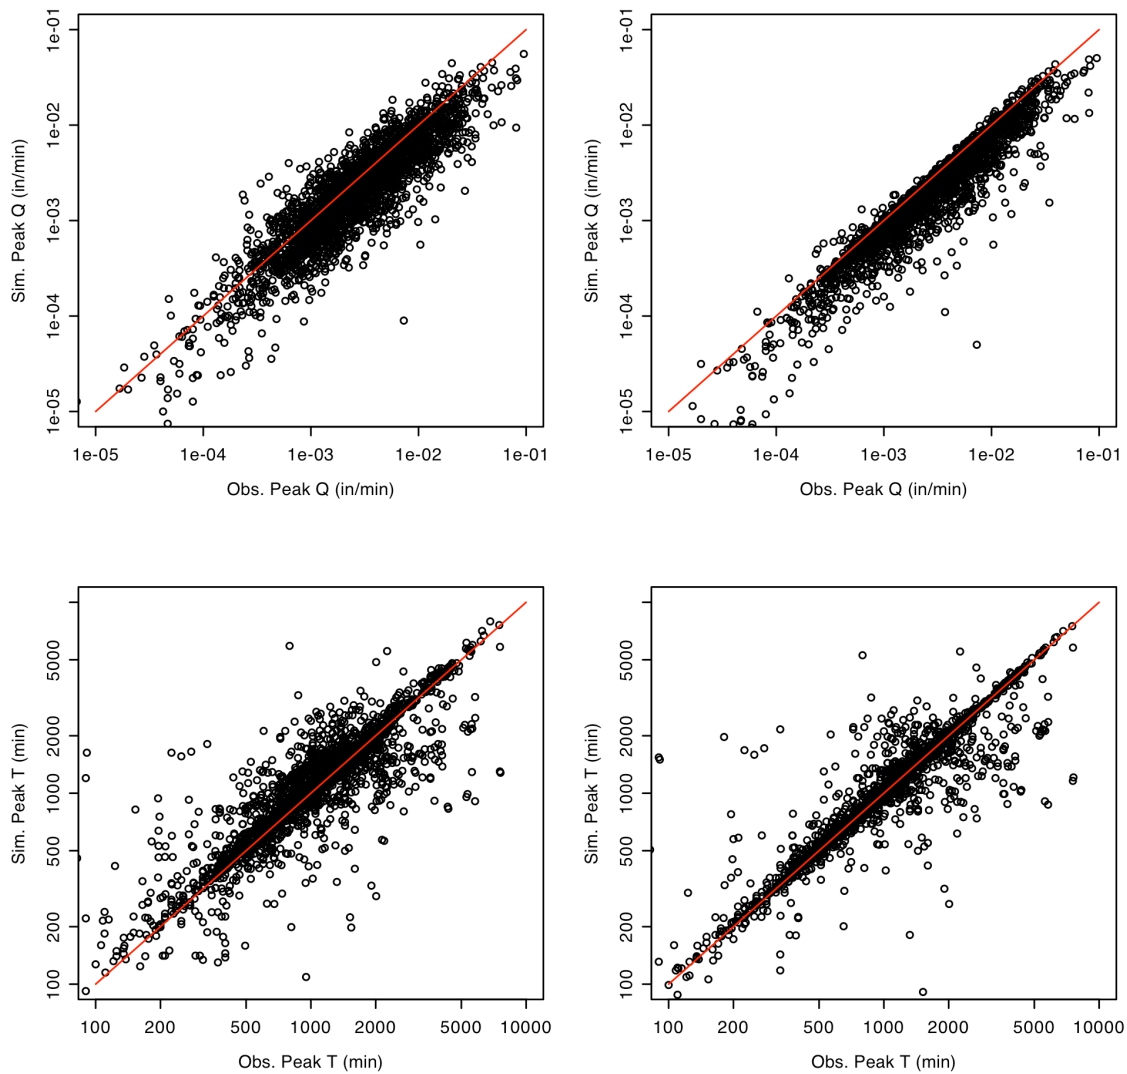 1e-01
1e-02
1e-03
1e-04
1e-05
Sim. Peak Q (in/min)
1e-05 1e-04 1e-03 1e-02 1e-01
Obs. Peak Q (in/min)
1e-01
1e-02
1e-03
1e-04
1e-05
Sim. Peak Q (in/min)
1e-05 1e-04 1e-03 1e-02 1e-01
Obs. Peak Q (in/min)
5000
2000
1000
500
200
100
Sim. Peak T (min)
100 200 500 1000 2000 5000 10000
Obs. Peak T (min)
5000
2000
1000
500
200
100
Sim. Peak T (min)
100 200 500 1000 2000 5000 10000
Obs. Peak T (min)